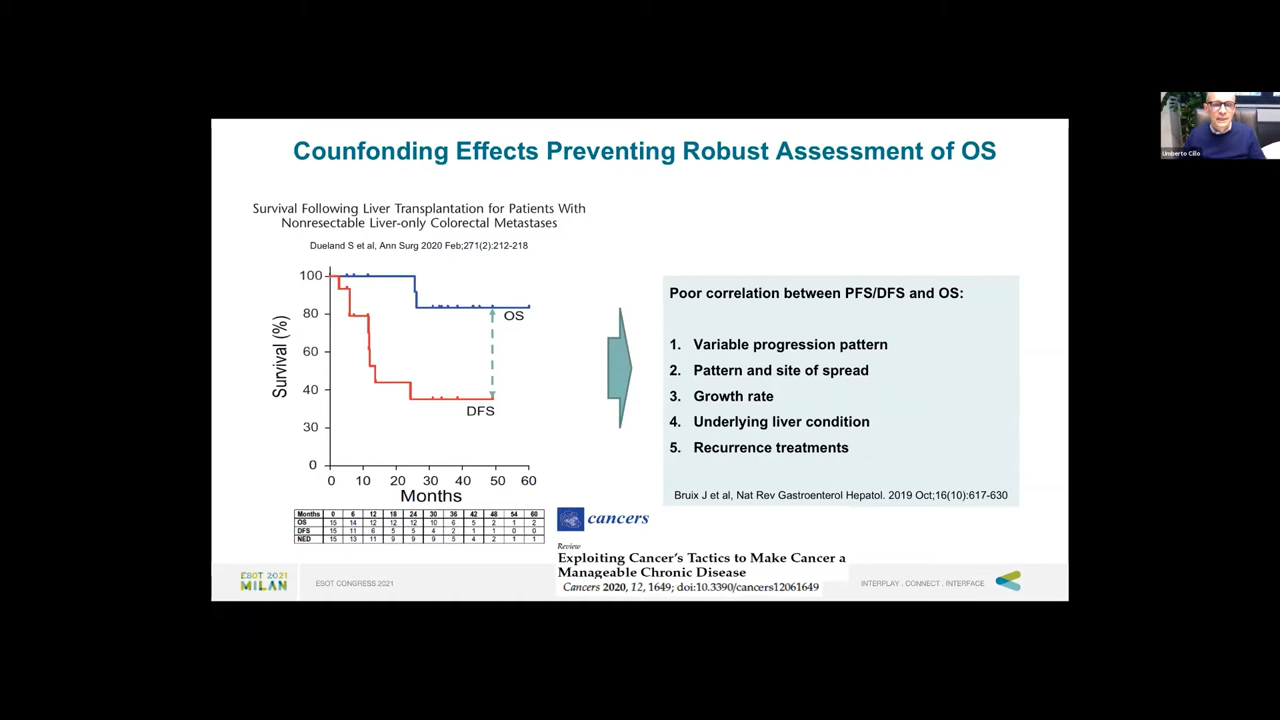 Counfonding Effects Preventing Robust Assessment of OS
Umberto Cillo
Survival Following Liver Transplantation for Patients With
Nonresectable Liver-only Colorectal Metastases
Dueland S et al, Ann Surg 2020 Feb;271(2):212-218
100
80
60
40
30
0
Survival (%)
OS
DFS
0 10 20 30 40 50 60
Months
Months 0 6 12 18 24 30 36 42 48 54 60
OS 15 14 12 12 12 10 6 5 2 1 2
DFS 15 11 6 5 5 4 2 1 1 0 0
NED 15 13 11 9 9 9 5 4 2 1 1
Poor correlation between PFS/DFS and OS:
1. Variable progression pattern
2. Pattern and site of spread
3. Growth rate
4. Underlying liver condition
5. Recurrence treatments
Bruix J et al, Nat Rev Gastroenterol Hepatol. 2019 Oct;16(10):617-630
cancers
Review
Exploiting Cancer's Tactics to Make Cancer a
Manageable Chronic Disease
Cancers 2020, 12, 1649; doi:10.3390/cancers12061649
ESOT 2021
MILAN
ESOT CONGRESS 2021
INTERPLAY . CONNECT . INTERFACE